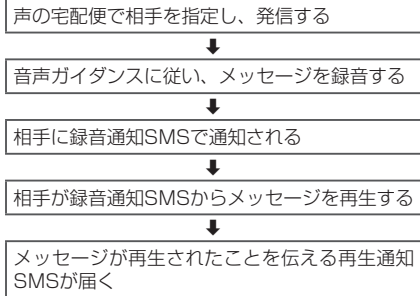 声の宅配便で相手を指定し、発信する
音声ガイダンスに従い、メッセージを録音する
相手に録音通知SMSで通知される
相手が録音通知SMSからメッセージを再生する
メッセージが再生されたことを伝える再生通知
SMSが届く